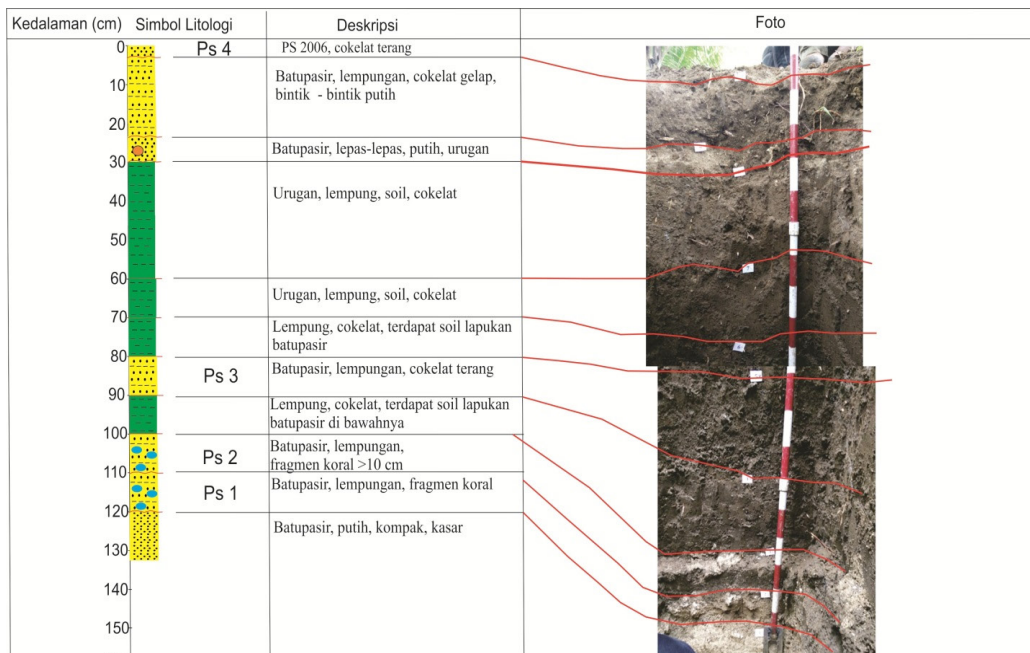 Kedalaman (cm) Simbol Litologi Deskripsi Foto
0 Ps 4 PS 2006, cokelat terang
Batupasir, lempungan, cokelat gelap,
bintik - bintik putih
10
20
Batupasir, lepas-lepas, putih, urugan
30
Urugan, lempung, soil, cokelat
40
50
60
Urugan, lempung, soil, cokelat
70
Lempung, cokelat, terdapat soil lapukan
batupasir
80
Ps 3 Batupasir, lempungan, cokelat terang
90
Lempung, cokelat, terdapat soil lapukan
batupasir di bawahnya
100
Ps 2 Batupasir, lempungan,
fragmen koral >10 cm
110
Ps 1 Batupasir, lempungan, fragmen koral
120
Batupasir, putih, kompak, kasar
130
140
150